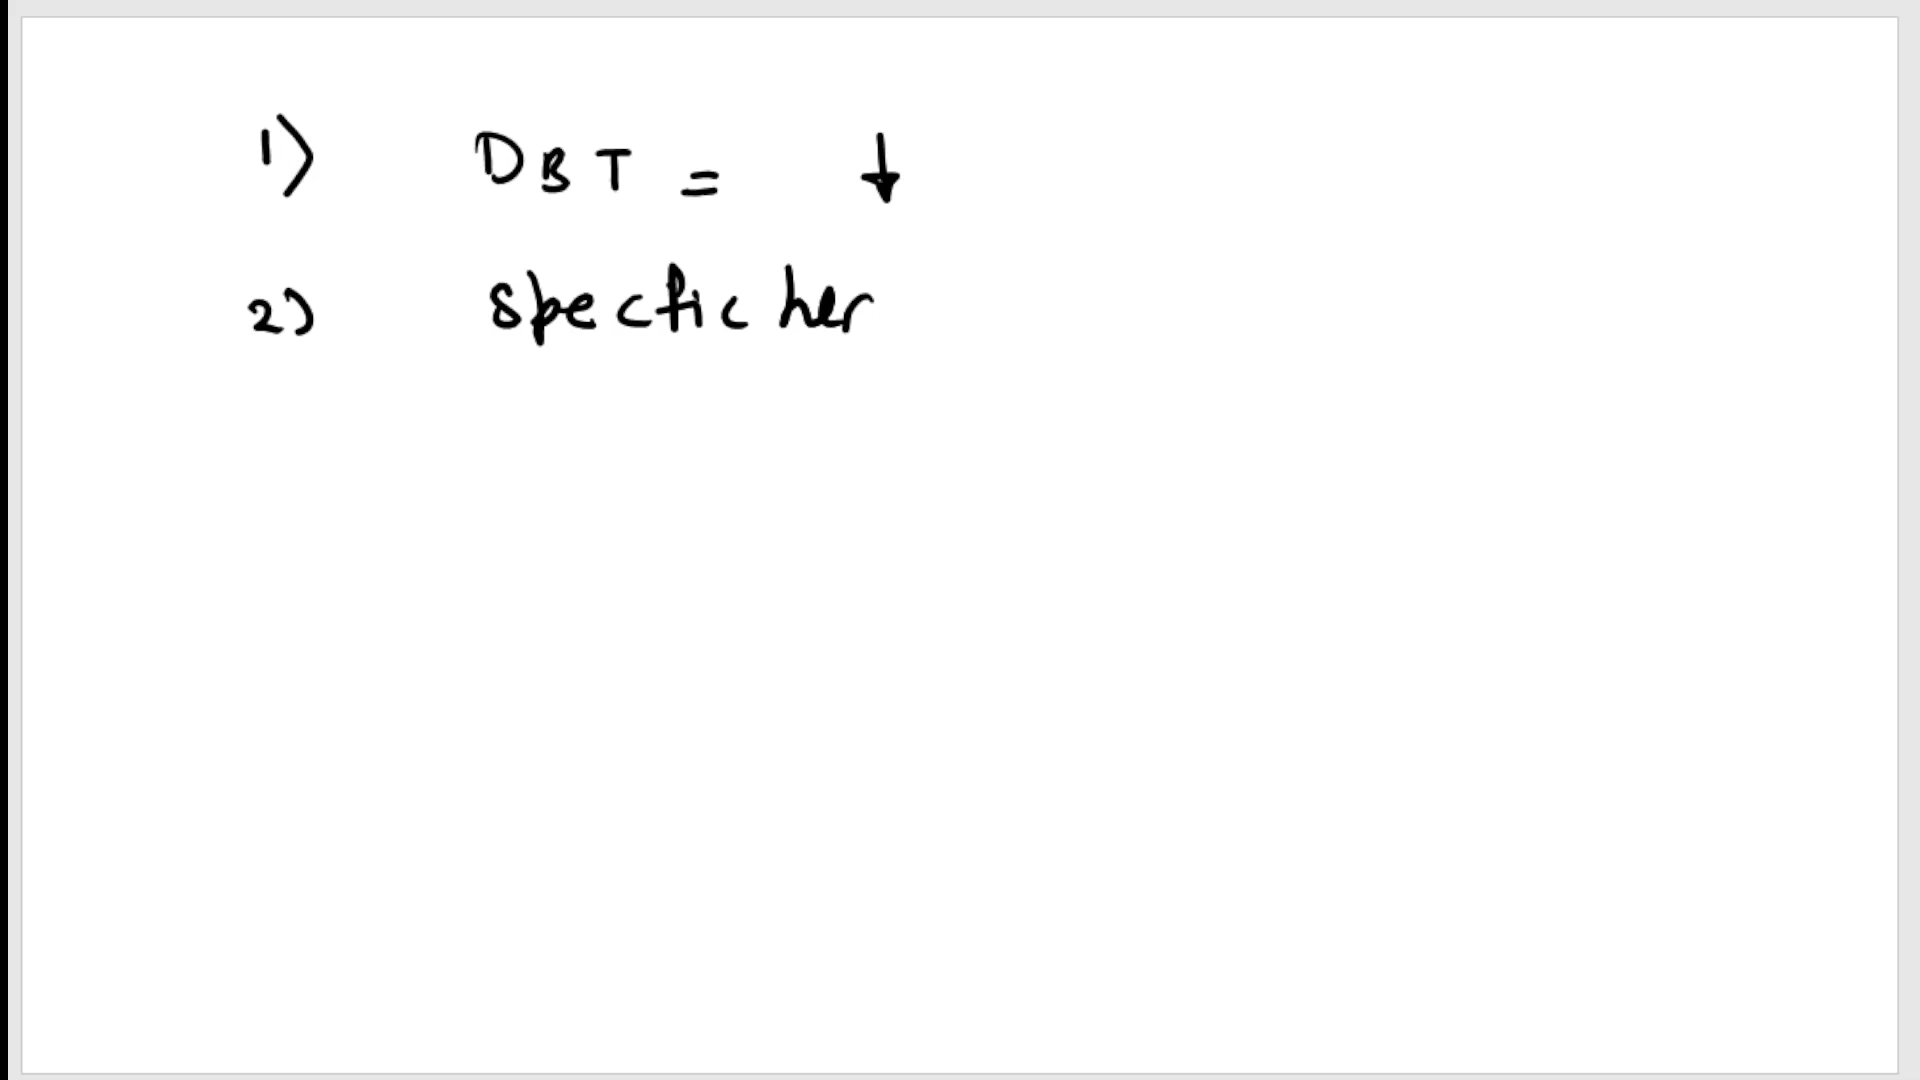 1) DBT = ↓
2) specfic her